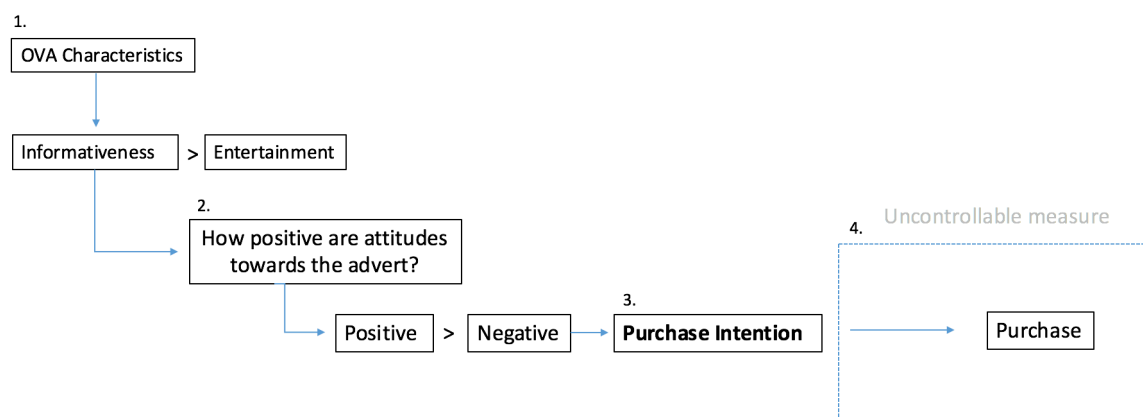 1.
OVA Characteristics
Informativeness > Entertainment
2.
How positive are attitudes
towards the advert?
Uncontrollable measure
4.
3.
Positive > Negative Purchase Intention Purchase